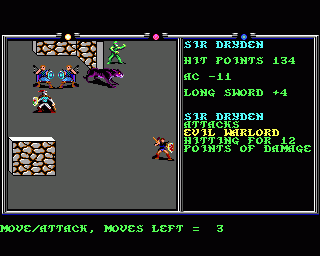 SIR DRYDEN
HIT POINTS 134
AC -11
LONG SWORD +4
SIR DRYDEN
ATTACKS
EVIL WARLORD
HITTING FOR 12
POINTS OF DAMAGE
MOVE/ATTACK, MOVES LEFT = 3